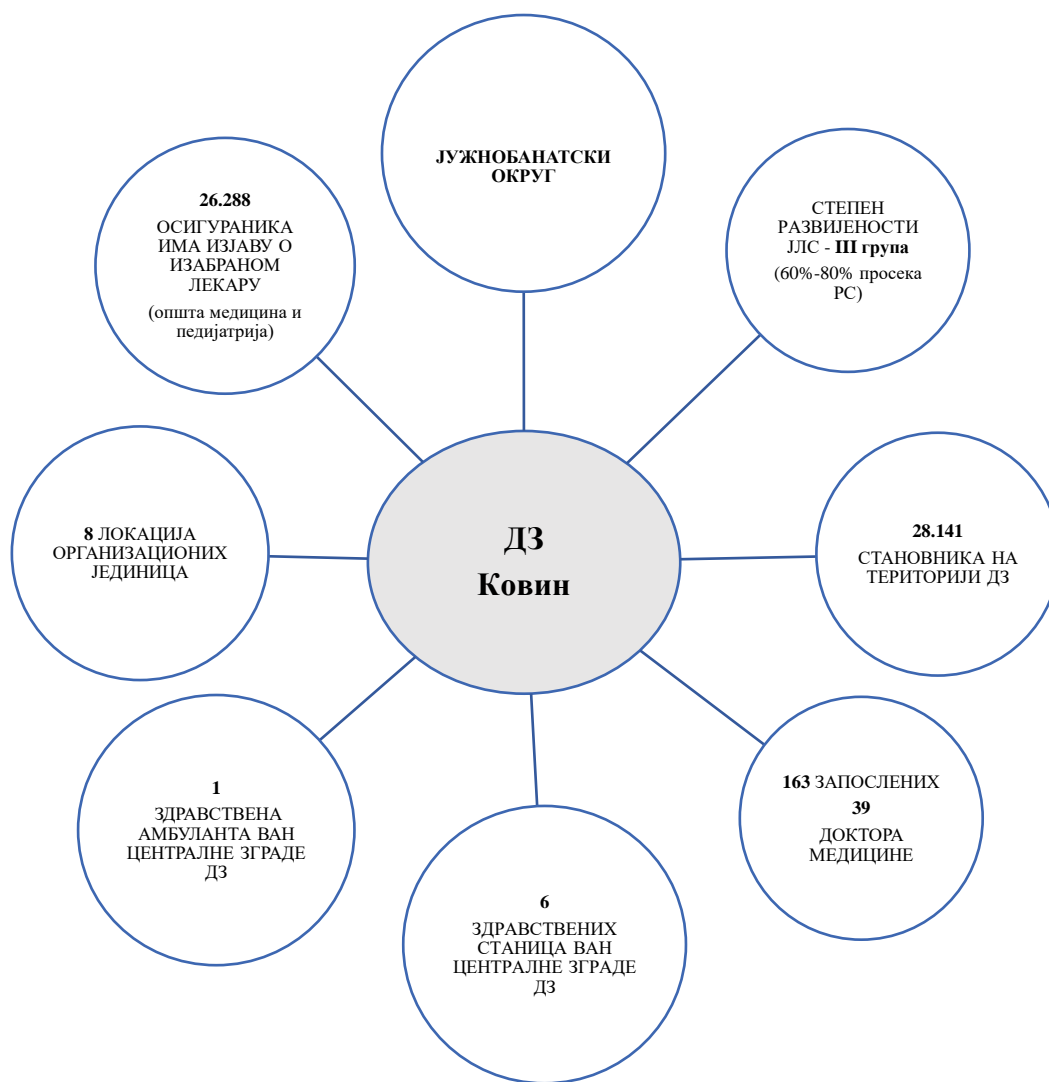 ЈУЖНОБАНАТСКИ
ОКРУГ
26.288
ОСИГУРАНИКА
ИМА ИЗЈАВУ О
ИЗАБРАНОМ
ЛЕКАРУ
(општа медицина и
педијатрија)
СТЕПЕН
РАЗВИЈЕНОСТИ
ЈЛС - III група
(60%-80% просека
РС)
8 ЛОКАЦИЈА
ОРГАНИЗАЦИОНИХ
ЈЕДИНИЦА
ДЗ
Ковин
28.141
СТАНОВНИКА НА
ТЕРИТОРИЈИ ДЗ
1
ЗДРАВСТВЕНА
АМБУЛАНТА ВАН
ЦЕНТРАЛНЕ ЗГРАДЕ
ДЗ
6
ЗДРАВСТВЕНИХ
СТАНИЦА ВАН
ЦЕНТРАЛНЕ ЗГРАДЕ
ДЗ
163 ЗАПОСЛЕНИХ
39
ДОКТОРА
МЕДИЦИНЕ